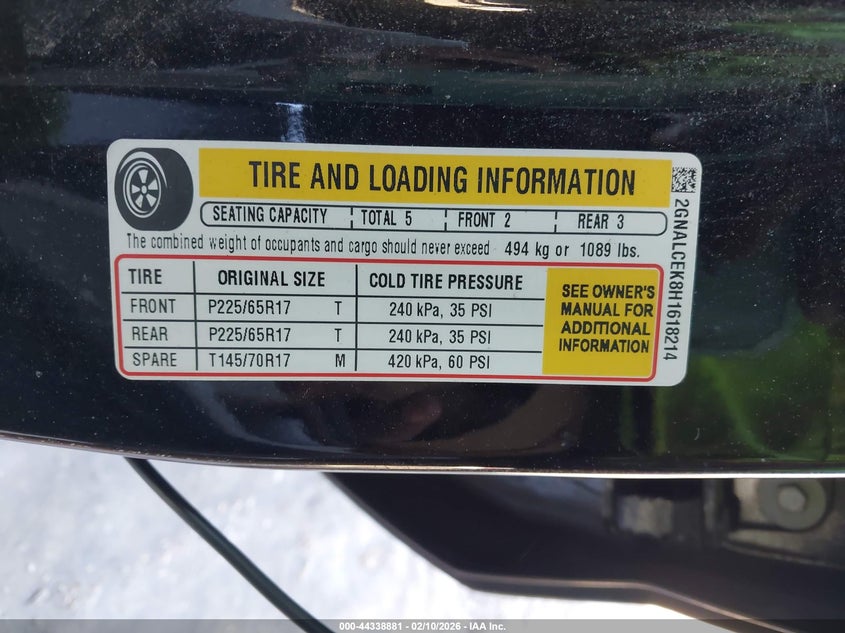 TIRE AND LOADING INFORMATION
SEATING CAPACITY TOTAL 5 FRONT 2 REAR 3
The combined weight of occupants and cargo should never exceed 494 kg or 1089 lbs.
TIRE ORIGINAL SIZE COLD TIRE PRESSURE
FRONT P225/65R17 T 240 kPa, 35 PSI
REAR P225/65R17 T 240 kPa, 35 PSI
SPARE T145/70R17 M 420 kPa, 60 PSI
SEE OWNER'S
MANUAL FOR
ADDITIONAL
INFORMATION
2GNALCEK8H1618214
000-44338881 - 02/10/2026 - IAA Inc.